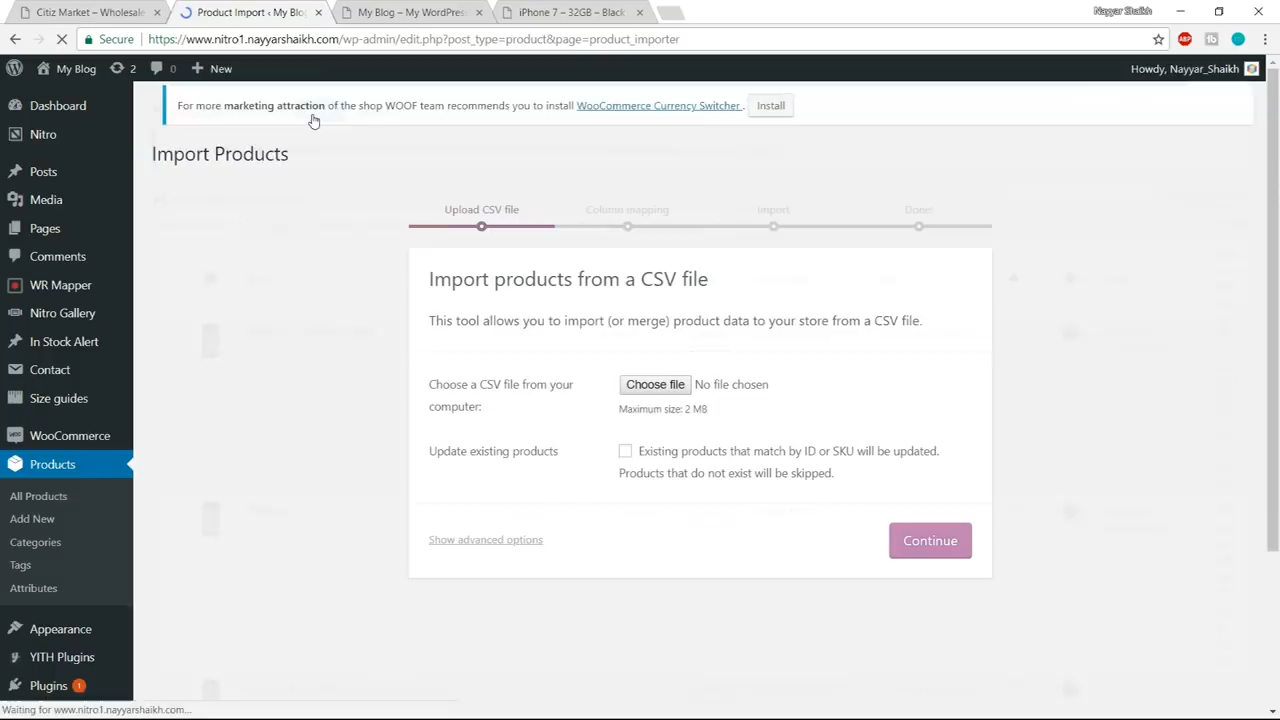 Citiz Market – Wholesale
Product Import ‹ My Blog
My Blog – My WordPress
iPhone 7 – 32GB – Black
Nayyar Shaikh
Secure
https://www.nitro1.nayyarshaikh.com/wp-admin/edit.php?post_type=product&page=product_importer
ABP
My Blog
2
0
New
Howdy, Nayyar_Shaikh
Dashboard
Nitro
Posts
Media
Pages
Comments
WR Mapper
Nitro Gallery
In Stock Alert
Contact
Size guides
WooCommerce
Products
All Products
Add New
Categories
Tags
Attributes
Appearance
YITH Plugins
Plugins 1
For more marketing attraction of the shop WOOF team recommends you to install WooCommerce Currency Switcher . Install
Import Products
Upload CSV file
Column mapping
Import
Done!
Import products from a CSV file
This tool allows you to import (or merge) product data to your store from a CSV file.
Choose a CSV file from your
computer:
Choose file No file chosen
Maximum size: 2 MB
Update existing products
Existing products that match by ID or SKU will be updated.
Products that do not exist will be skipped.
Show advanced options
Continue
Waiting for www.nitro1.nayyarshaikh.com...